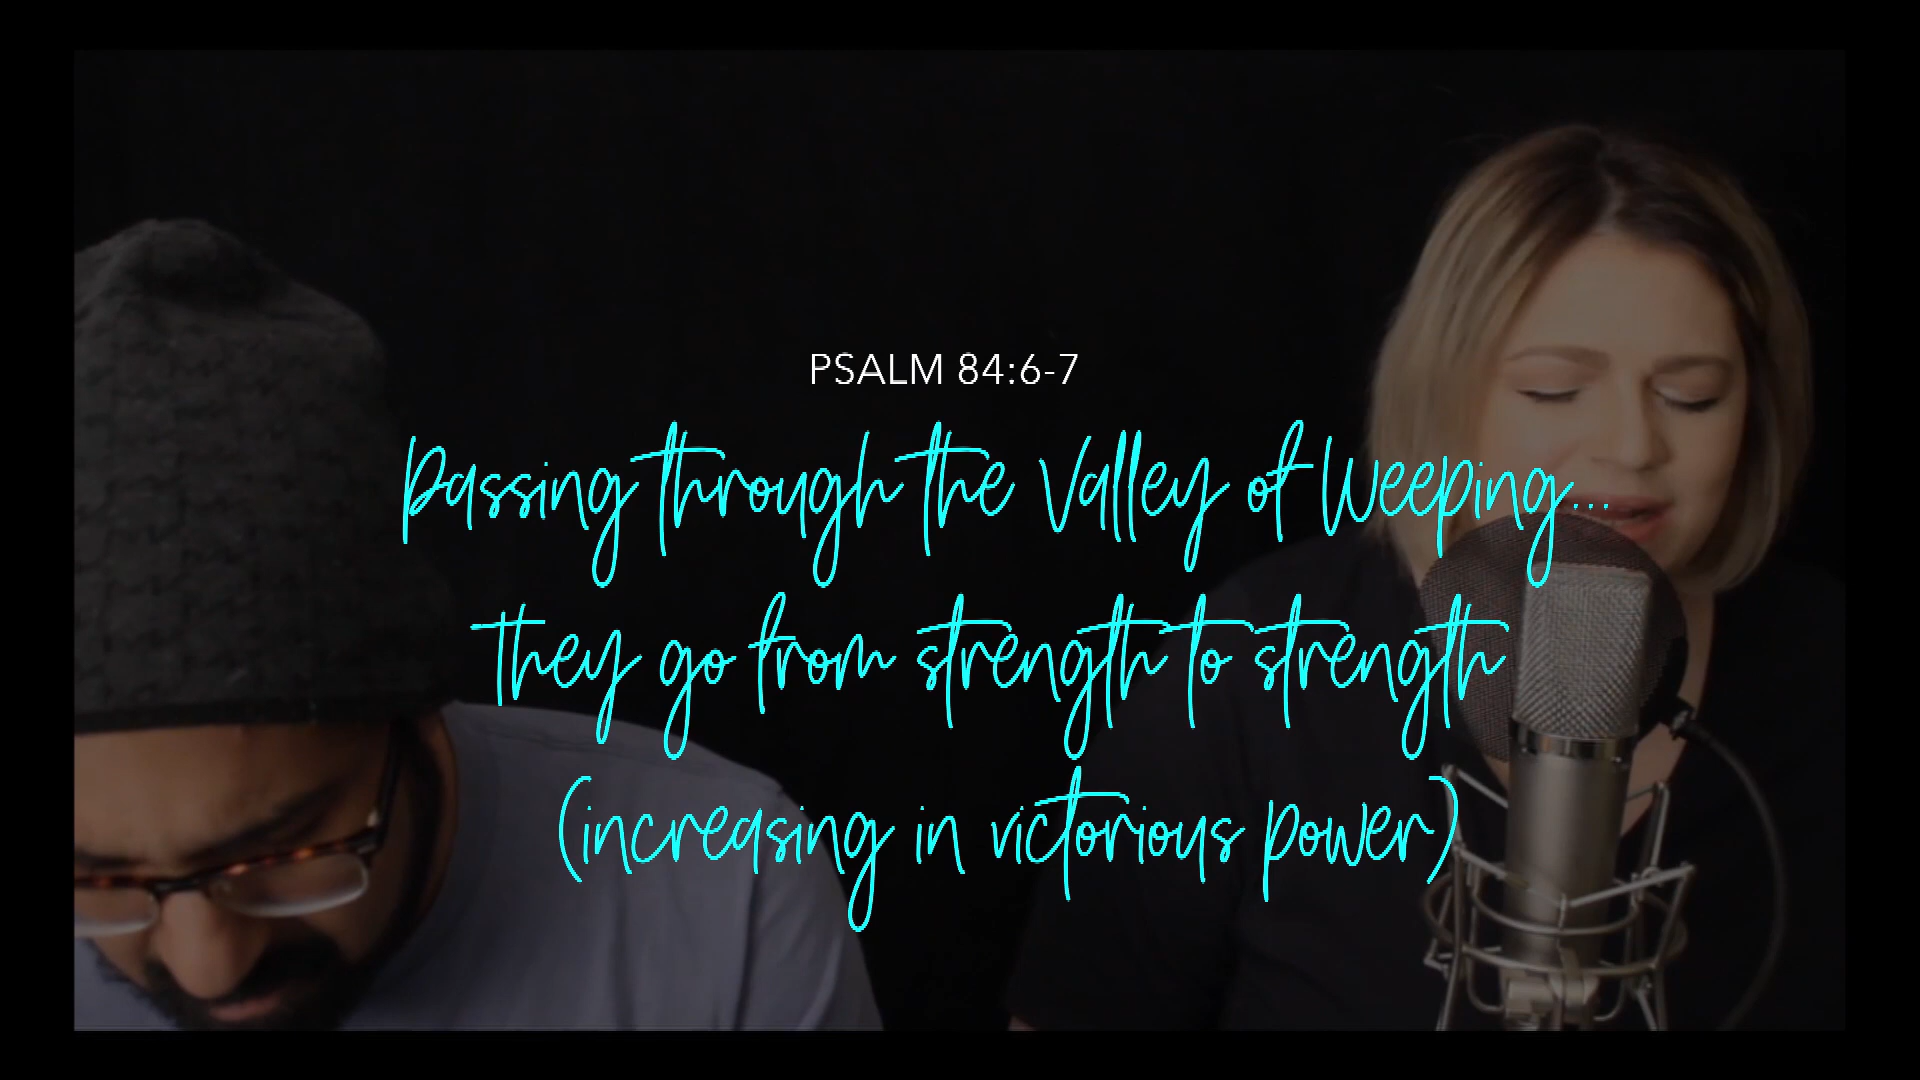 PSALM 84:6-7
Passing through the Valley of Weeping...
they go from strength to strength
(increasing in victorious power)